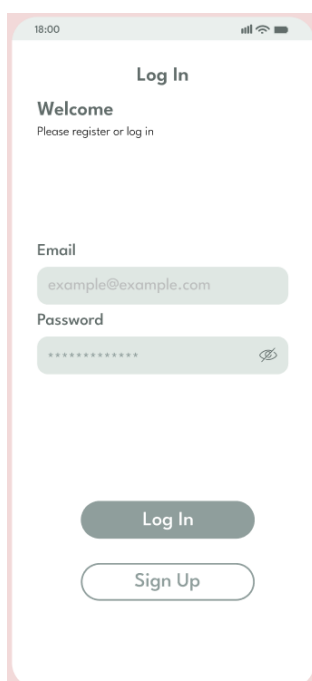 18:00
Log In
Welcome
Please register or log in
Email
example@example.com
Password
*************
Log In
Sign Up